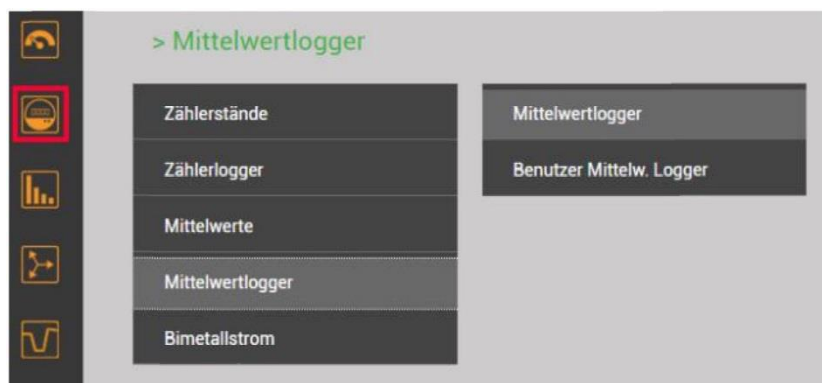 > Mittelwertlogger
Zählerstände
Zählerlogger
Mittelwerte
Mittelwertlogger
Bimetallstrom
Mittelwertlogger
Benutzer Mittelw. Logger